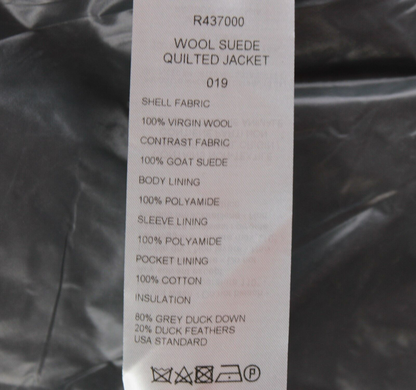 R437000
WOOL SUEDE
QUILTED JACKET
019
SHELL FABRIC
100% VIRGIN WOOL
CONTRAST FABRIC
100% GOAT SUEDE
BODY LINING
100% POLYAMIDE
SLEEVE LINING
100% POLYAMIDE
POCKET LINING
100% COTTON
INSULATION
80% GREY DUCK DOWN
20% DUCK FEATHERS
USA STANDARD